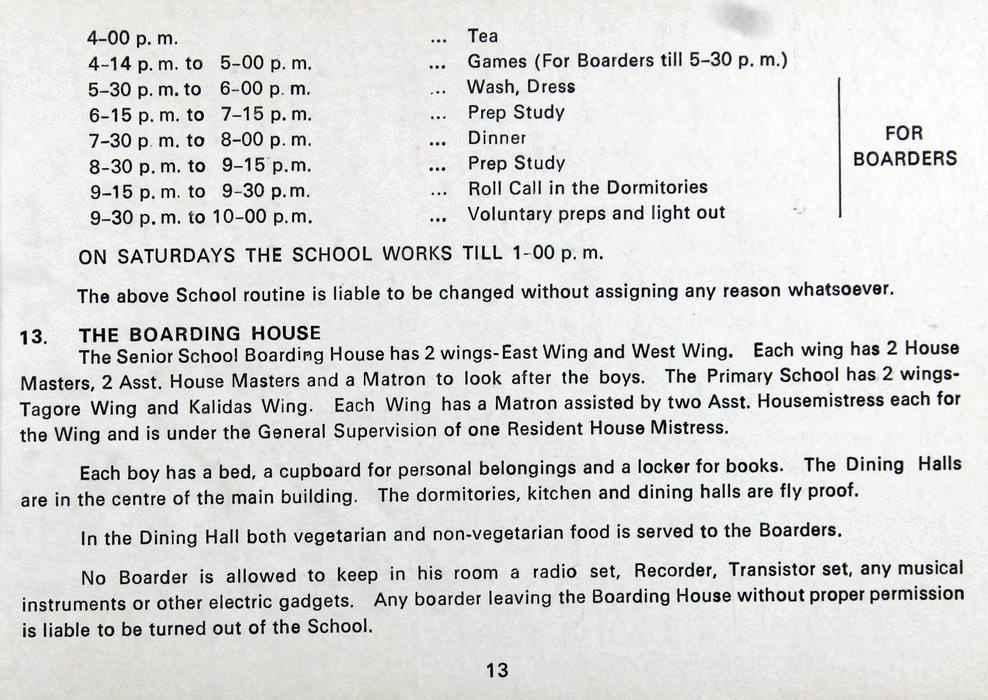 4-00 p. m. ... Tea
4-14 p. m. to 5-00 p. m. ... Games (For Boarders till 5-30 p. m.)
5-30 p. m. to 6-00 p. m. ... Wash, Dress
6-15 p. m. to 7-15 p. m. ... Prep Study
7-30 p. m. to 8-00 p. m. ... Dinner
8-30 p. m. to 9-15 p.m. ... Prep Study
9-15 p. m. to 9-30 p.m. ... Roll Call in the Dormitories
9-30 p. m. to 10-00 p.m. ... Voluntary preps and light out
FOR
BOARDERS
ON SATURDAYS THE SCHOOL WORKS TILL 1-00 p. m.
The above School routine is liable to be changed without assigning any reason whatsoever.
13. THE BOARDING HOUSE
The Senior School Boarding House has 2 wings-East Wing and West Wing. Each wing has 2 House
Masters, 2 Asst. House Masters and a Matron to look after the boys. The Primary School has 2 wings-
Tagore Wing and Kalidas Wing. Each Wing has a Matron assisted by two Asst. Housemistress each for
the Wing and is under the General Supervision of one Resident House Mistress.
Each boy has a bed, a cupboard for personal belongings and a locker for books. The Dining Halls
are in the centre of the main building. The dormitories, kitchen and dining halls are fly proof.
In the Dining Hall both vegetarian and non-vegetarian food is served to the Boarders.
No Boarder is allowed to keep in his room a radio set, Recorder, Transistor set, any musical
instruments or other electric gadgets. Any boarder leaving the Boarding House without proper permission
is liable to be turned out of the School.
13